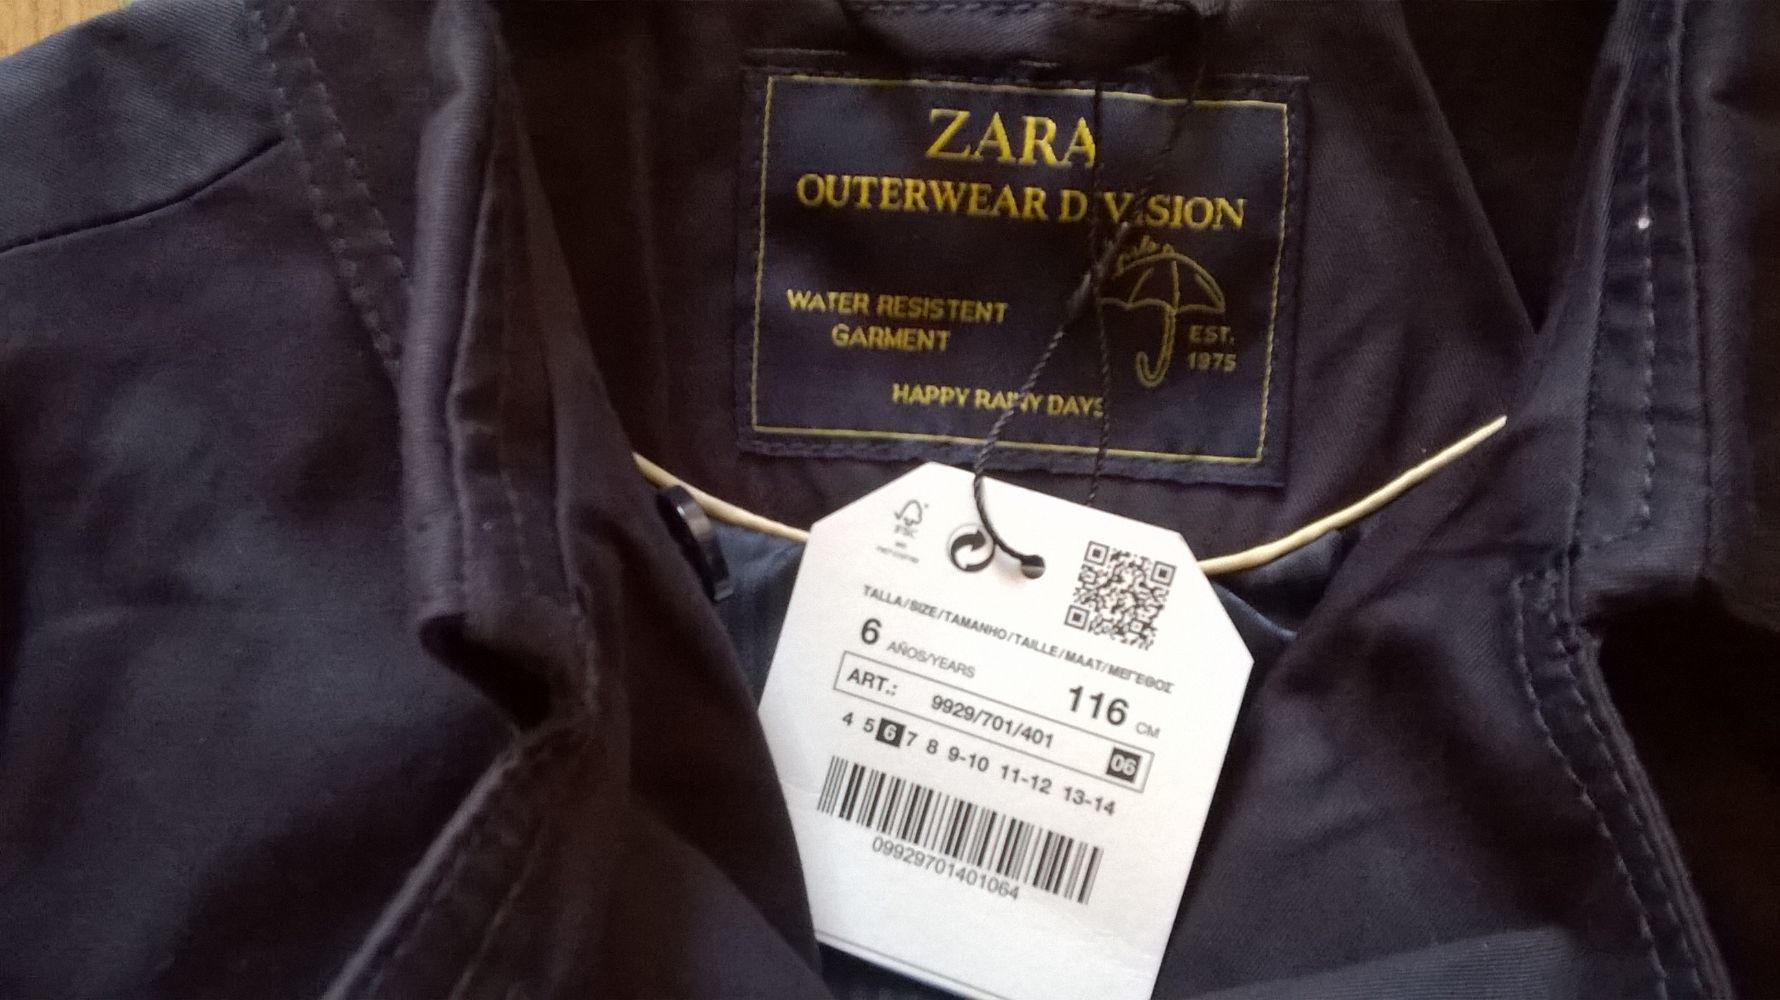 ZARA
OUTERWEAR DIVISION
WATER RESISTENT
GARMENT
EST.
1975
HAPPY RAINY DAYS
FSC
TALLA/SIZE/TAMANHO/TAILLE/MAAT/ΜΕΓΕΘΟΣ
6 AÑOS/YEARS
116 CM
ART.: 9929/701/401 06
4 5 6 7 8 9-10 11-12 13-14
09929701401064